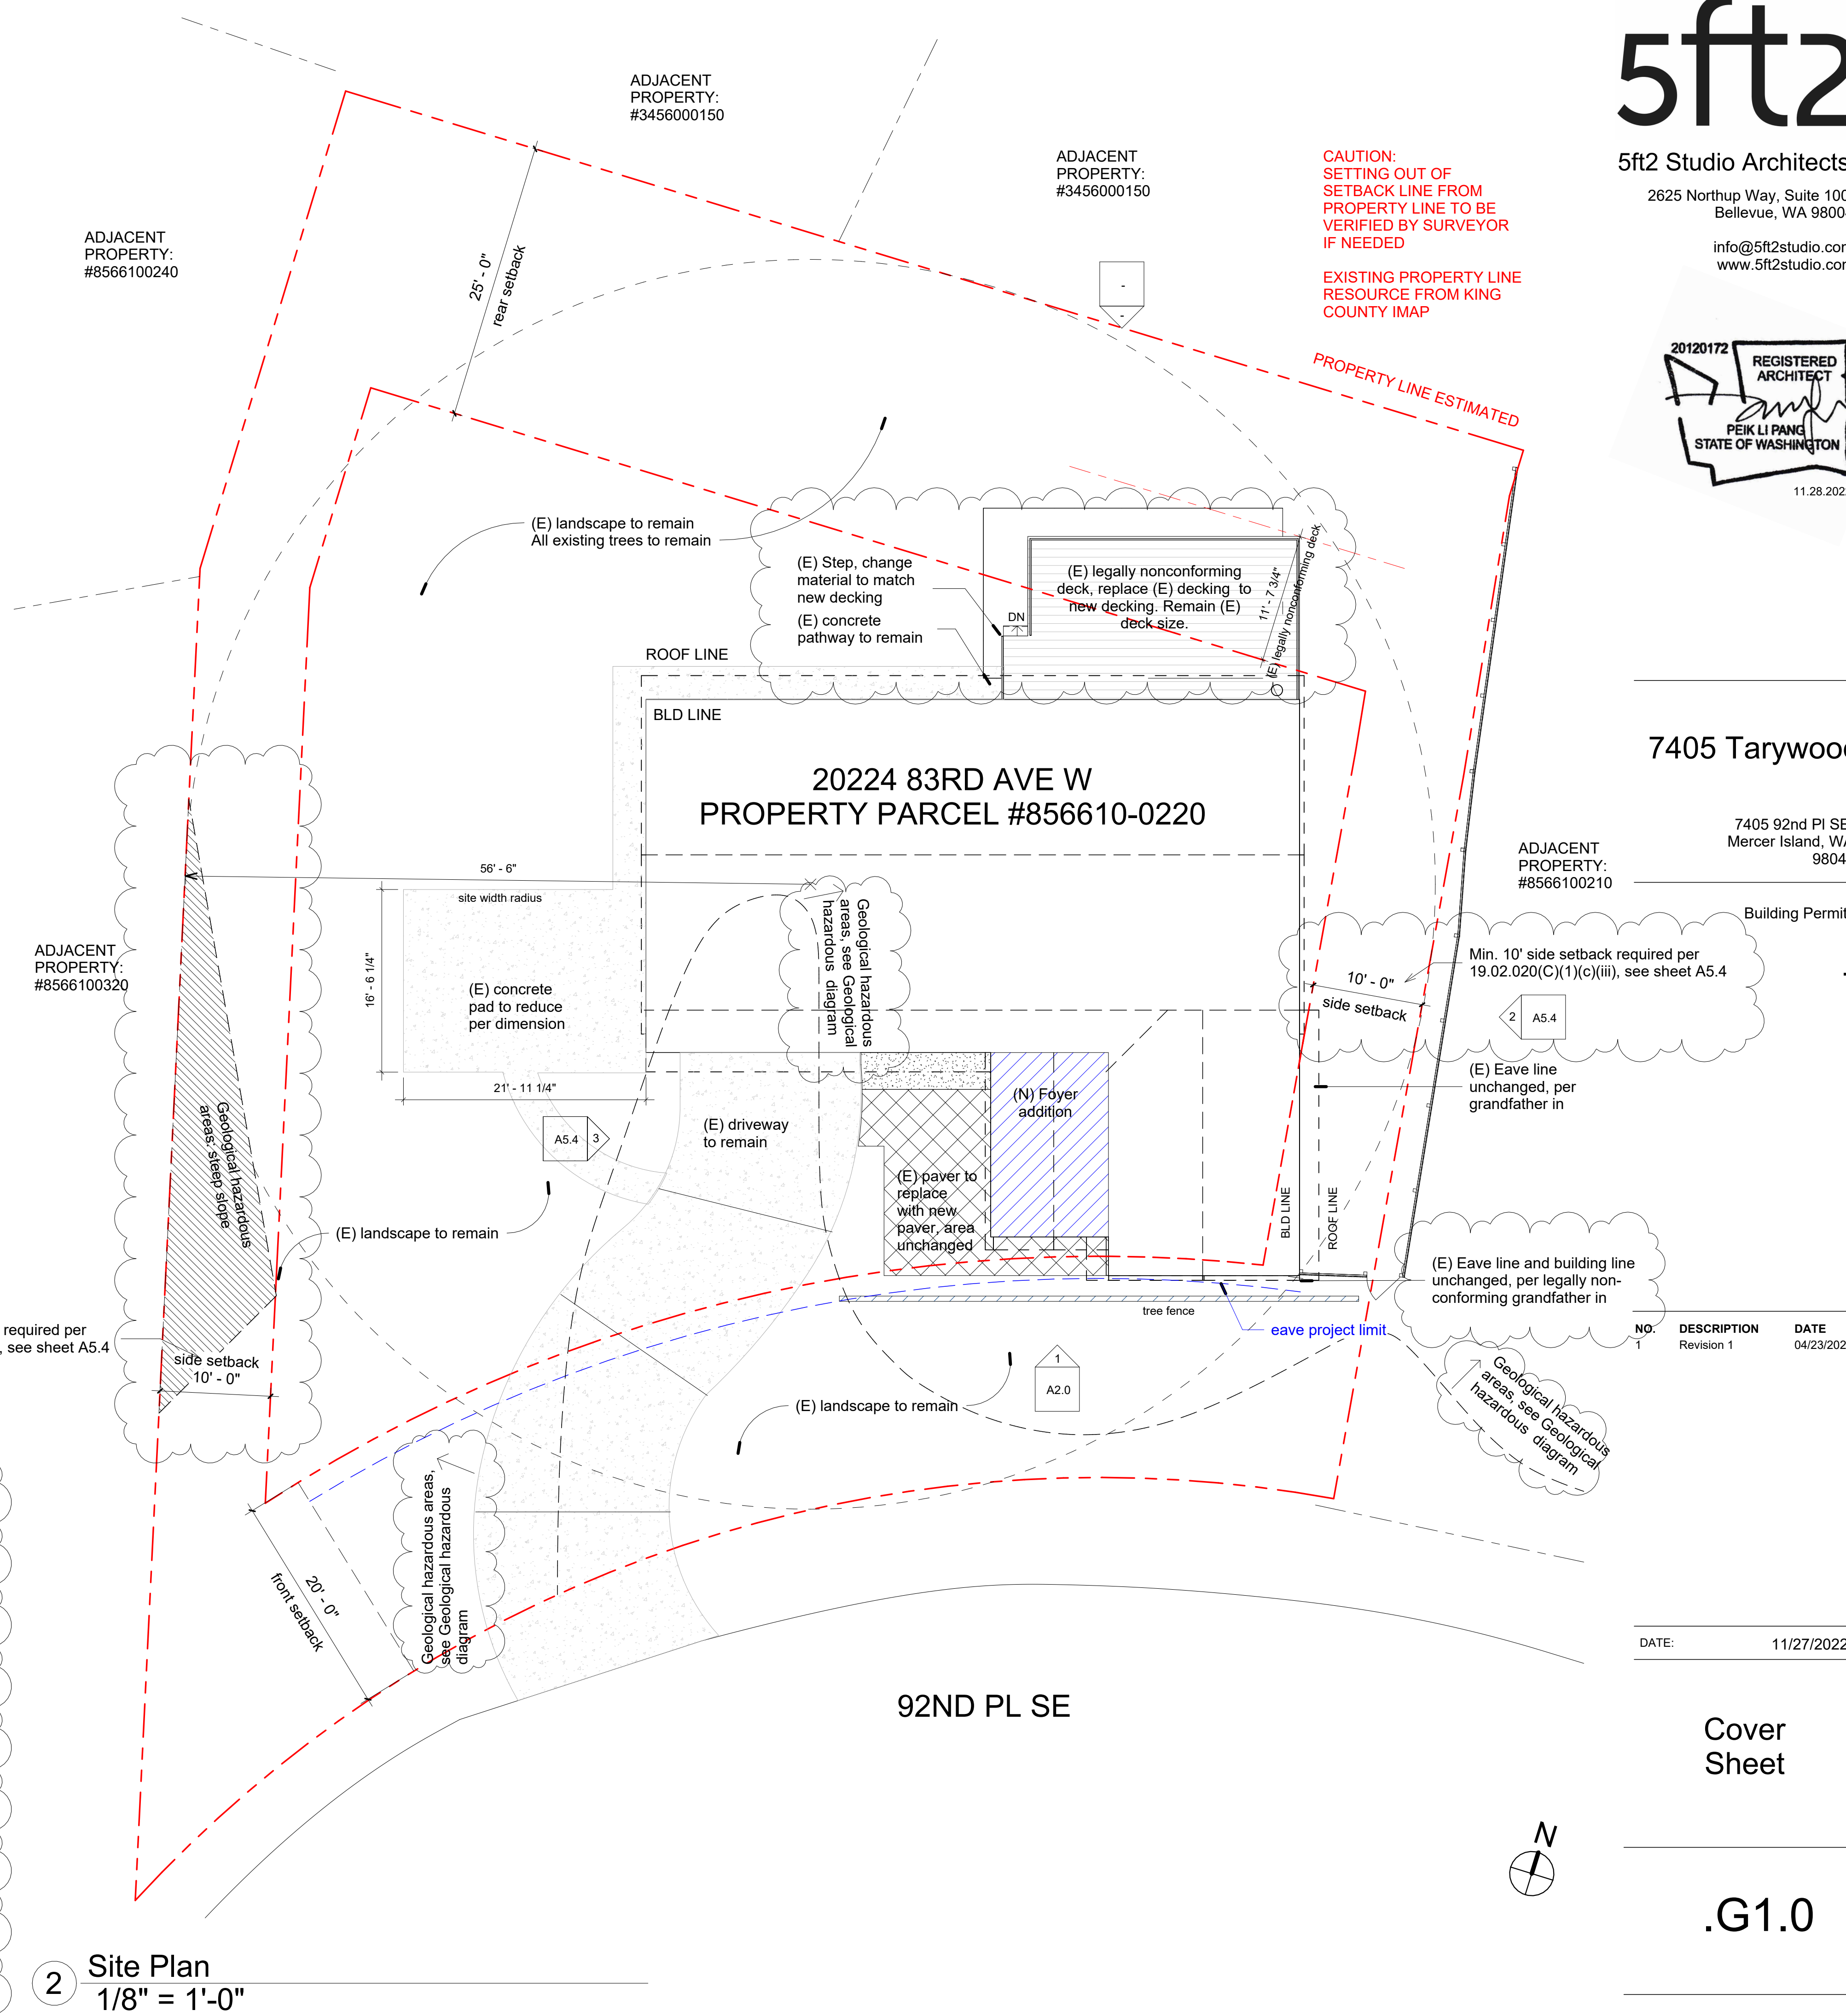 5ft2
5ft2 Studio Architects
2625 Northup Way, Suite 100
Bellevue, WA 9800
info@5ft2studio.co
www.5ft2studio.co
20120172
REGISTERED
ARCHITECT
PEIK LI PANG
STATE OF WASHINGTON
11.28.202
ADJACENT
PROPERTY:
#3456000150
ADJACENT
PROPERTY:
#3456000150
CAUTION:
SETTING OUT OF
SETBACK LINE FROM
PROPERTY LINE TO BE
VERIFIED BY SURVEYOR
IF NEEDED
EXISTING PROPERTY LINE
RESOURCE FROM KING
COUNTY IMAP
ADJACENT
PROPERTY:
#8566100240
25' - 0"
rear setback
-
-
PROPERTY LINE ESTIMATED
(E) landscape to remain
All existing trees to remain
(E) Step, change
material to match
new decking
(E) concrete
pathway to remain
(E) legally nonconforming
deck, replace (E) decking to
new decking. Remain (E)
deck size.
11' - 7 3/4"
(E) legally nonconforming deck
DN
ROOF LINE
BLD LINE
20224 83RD AVE W
PROPERTY PARCEL #856610-0220
7405 Tarywoo
7405 92nd Pl SE
Mercer Island, WA
9804
Building Permit
ADJACENT
PROPERTY:
#8566100210
56' - 6"
site width radius
16' - 6 1/4"
(E) concrete
pad to reduce
per dimension
21' - 11 1/4"
Geological hazardous
areas, see Geological
hazardous diagram
ADJACENT
PROPERTY:
#8566100320
Min. 10' side setback required per
19.02.020(C)(1)(c)(iii), see sheet A5.4
10' - 0"
side setback
2
A5.4
(E) Eave line
unchanged, per
grandfather in
Geological hazardous
areas: steep slope
A5.4
3
(E) driveway
to remain
(N) Foyer
addition
(E) paver to
replace
with new
paver, area
unchanged
BLD LINE
ROOF LINE
(E) landscape to remain
(E) Eave line and building line
unchanged, per legally non-
conforming grandfather in
tree fence
eave project limit
required per
, see sheet A5.4
side setback
10' - 0"
NO. DESCRIPTION DATE
1 Revision 1 04/23/202
1
A2.0
(E) landscape to remain
Geological hazardous
areas, see Geological
hazardous diagram
Geological hazardous areas,
see Geological hazardous
diagram
20' - 0"
front setback
DATE: 11/27/2022
92ND PL SE
Cover
Sheet
N
.G1.0
2
Site Plan
1/8" = 1'-0"